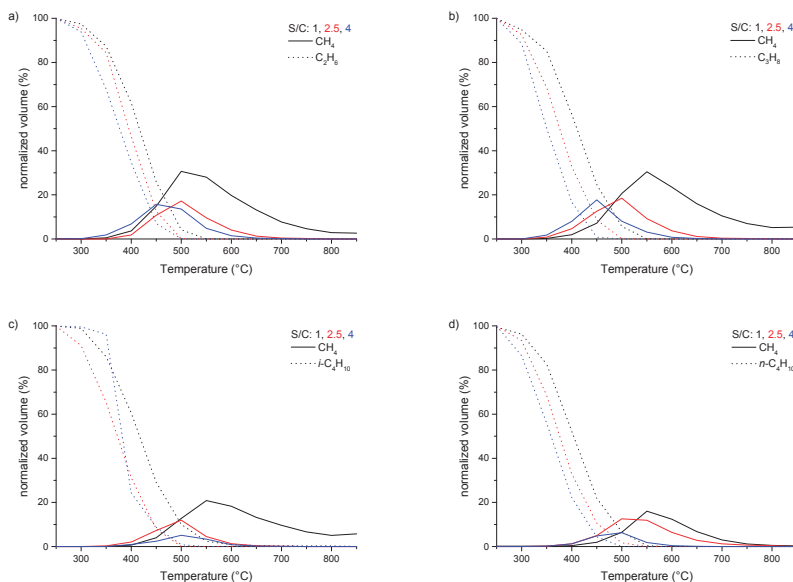 a)
S/C: 1, 2.5, 4
CH₄
C₂H₆
normalized volume (%)
100
80
60
40
20
0
300 400 500 600 700 800
Temperature (°C)
b)
S/C: 1, 2.5, 4
CH₄
C₃H₈
normalized volume (%)
100
80
60
40
20
0
300 400 500 600 700 800
Temperature (°C)
c)
S/C: 1, 2.5, 4
CH₄
i-C₄H₁₀
normalized volume (%)
100
80
60
40
20
0
300 400 500 600 700 800
Temperature (°C)
d)
S/C: 1, 2.5, 4
CH₄
n-C₄H₁₀
normalized volume (%)
100
80
60
40
20
0
300 400 500 600 700 800
Temperature (°C)